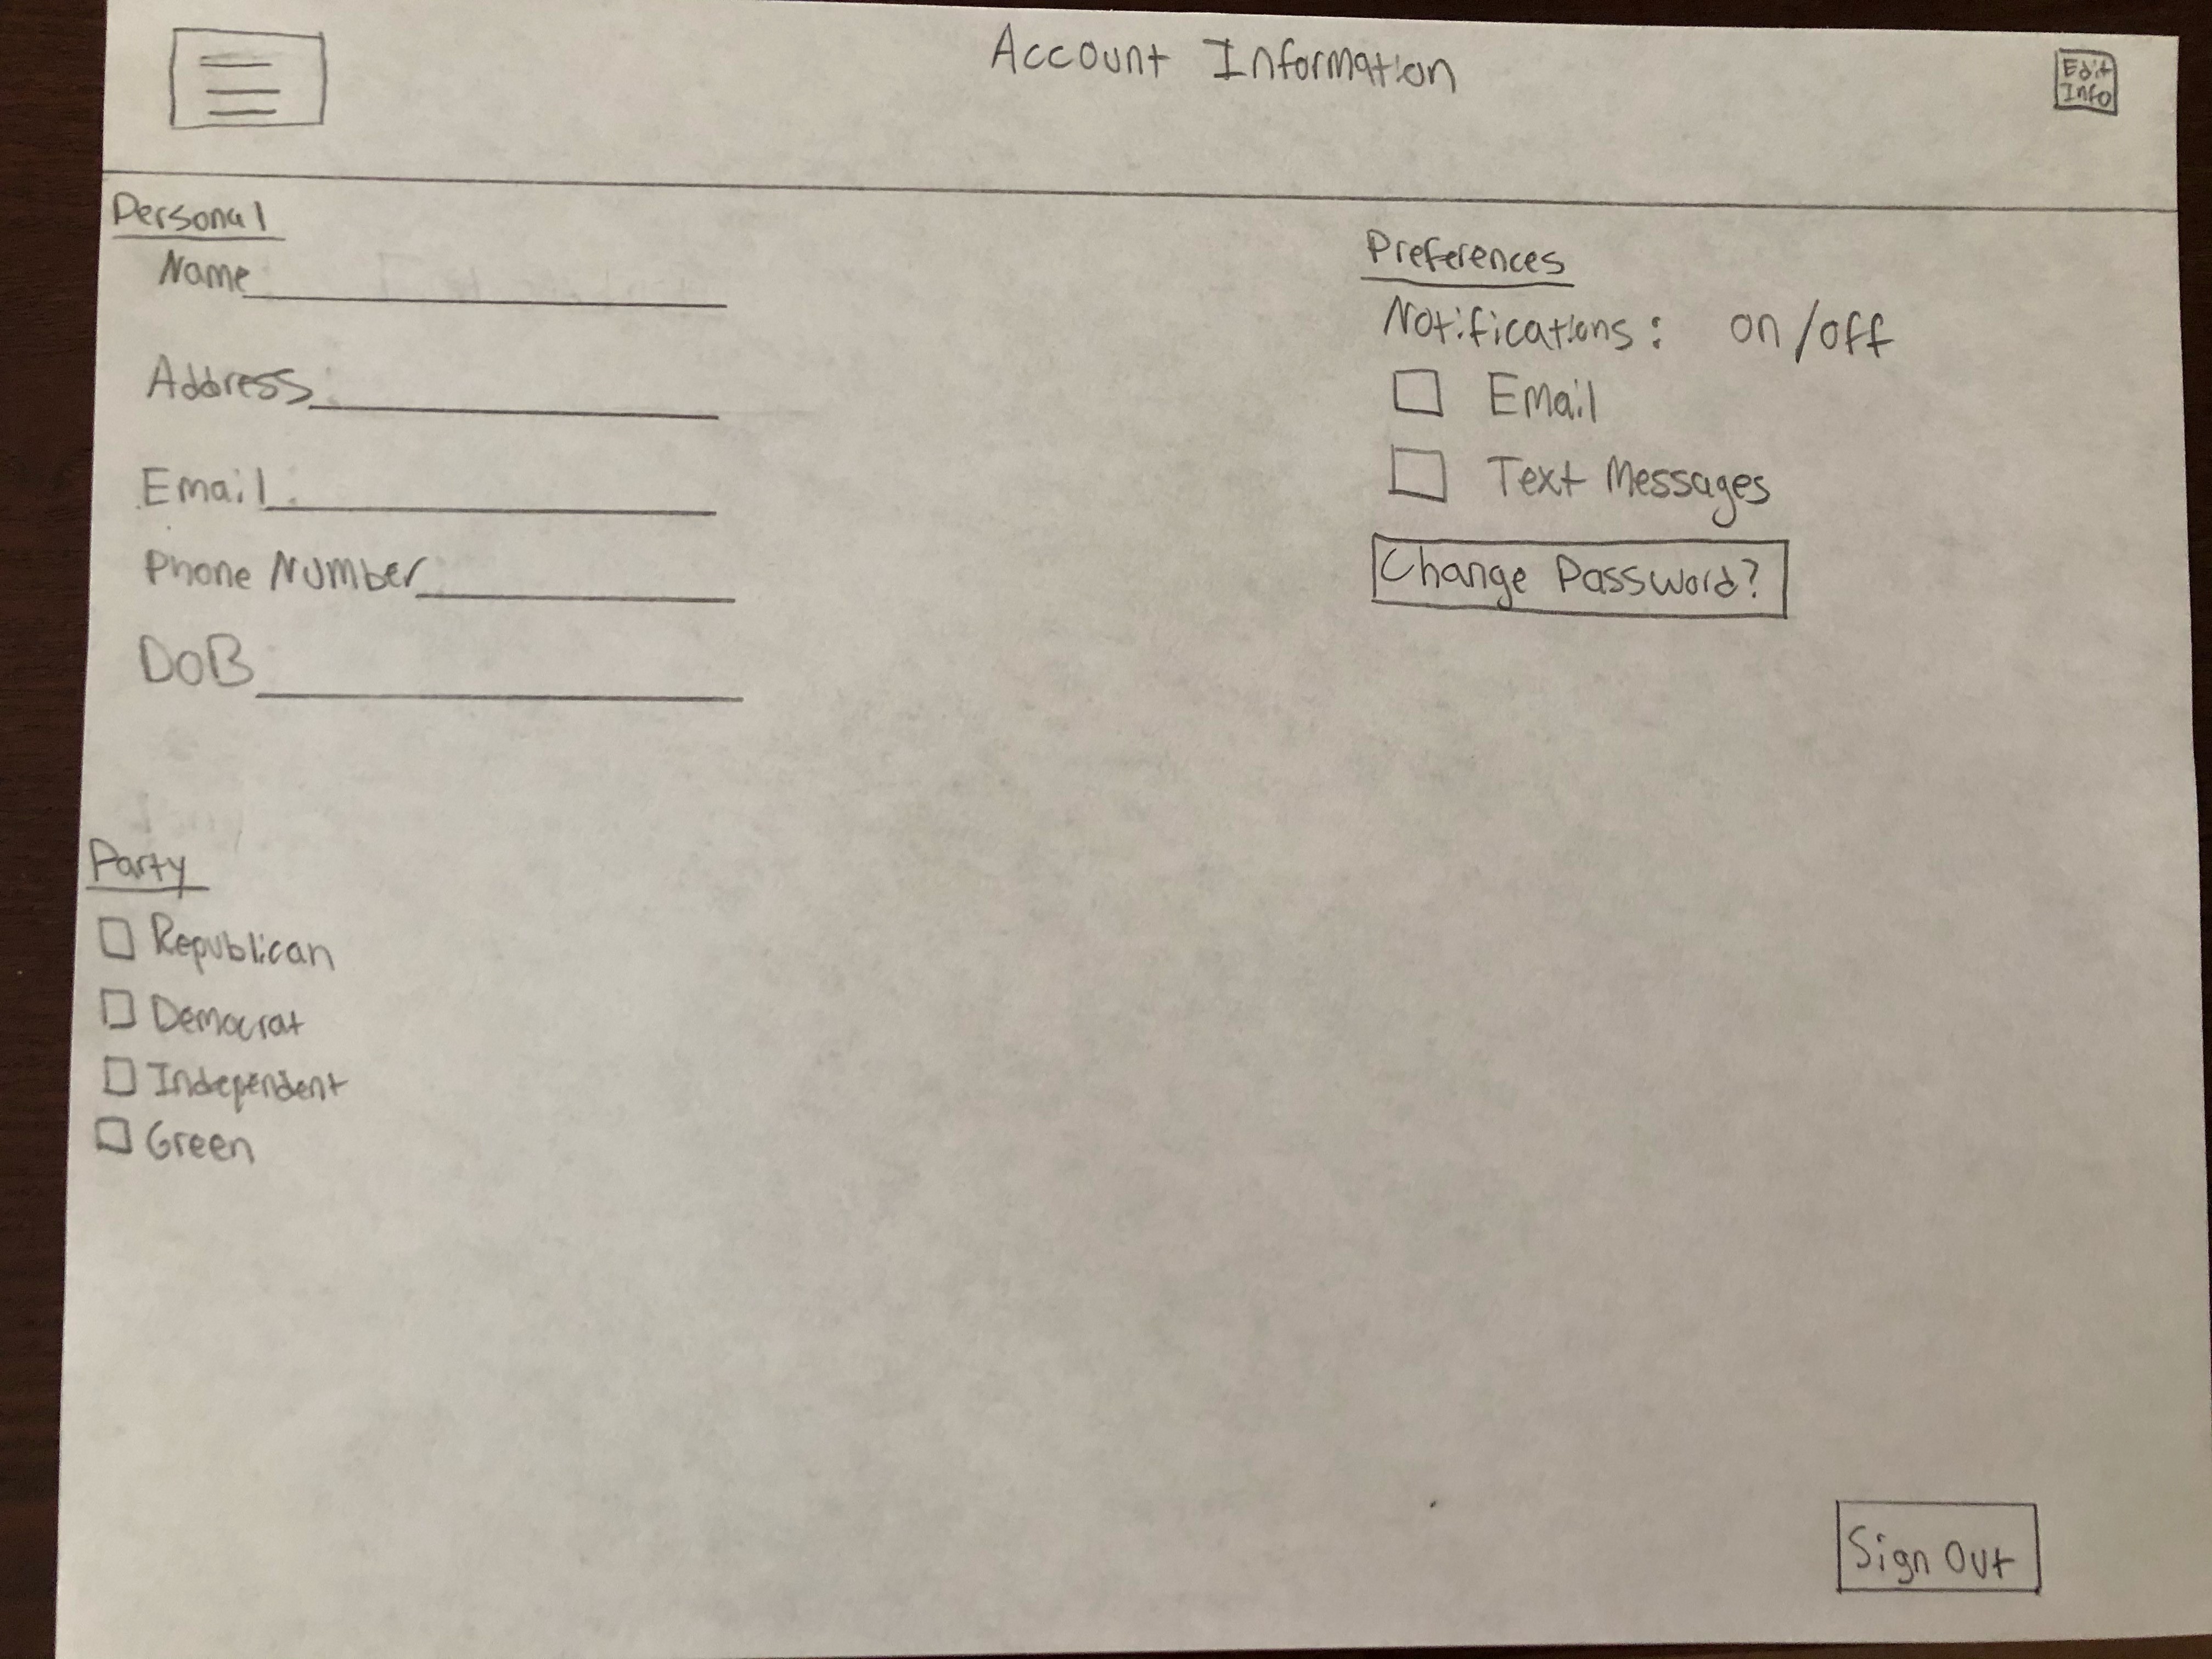 Account Information
Edit
Info
Personal
Name
Address
Email
Phone Number
DoB
Preferences
Notifications: on/off
Email
Text Messages
Change Password?
Party
Republican
Democrat
Independent
Green
Sign Out